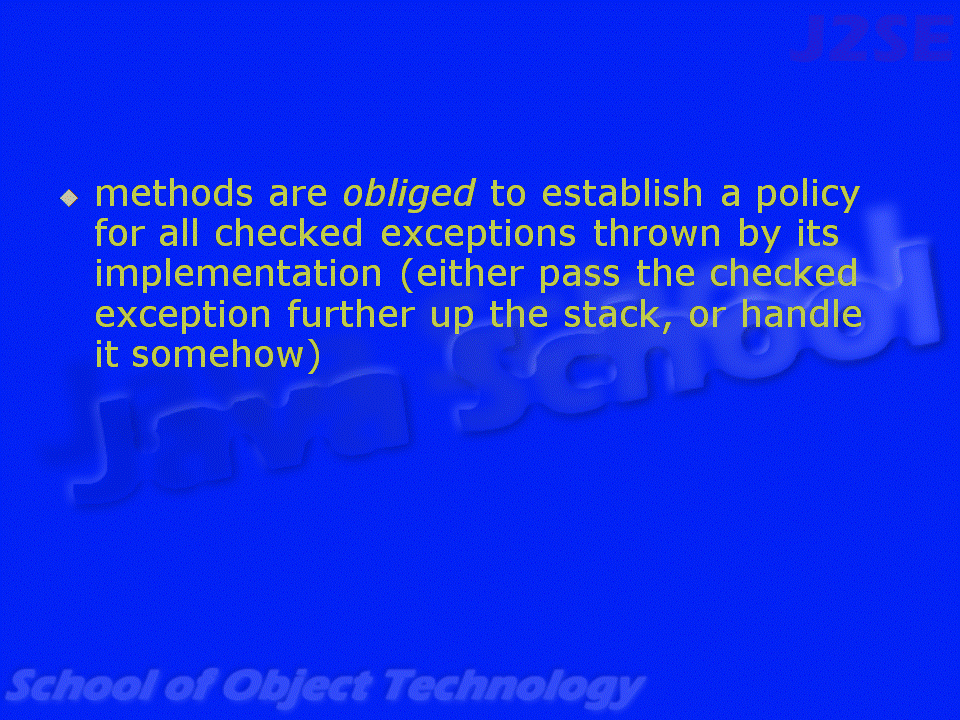 J2SE
methods are obliged to establish a policy
for all checked exceptions thrown by its
implementation (either pass the checked
exception further up the stack, or handle
it somehow)
Java School
School of Object Technology